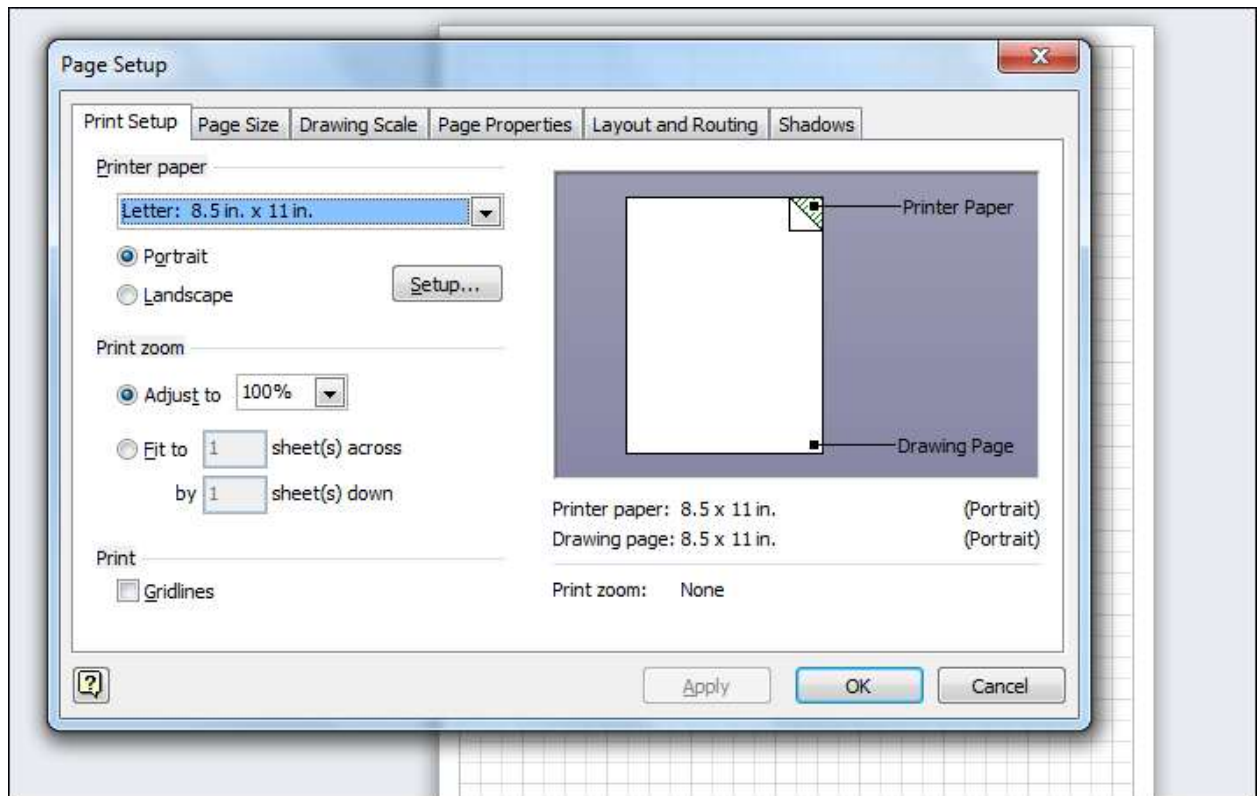 Page Setup
X
Print Setup Page Size Drawing Scale Page Properties Layout and Routing Shadows
Printer paper
Letter: 8.5 in. x 11 in.
Portrait
Landscape
Setup...
Print zoom
Adjust to 100%
Fit to 1 sheet(s) across
by 1 sheet(s) down
Print
Gridlines
Printer Paper
Drawing Page
Printer paper: 8.5 x 11 in. (Portrait)
Drawing page: 8.5 x 11 in. (Portrait)
Print zoom: None
?
Apply OK Cancel